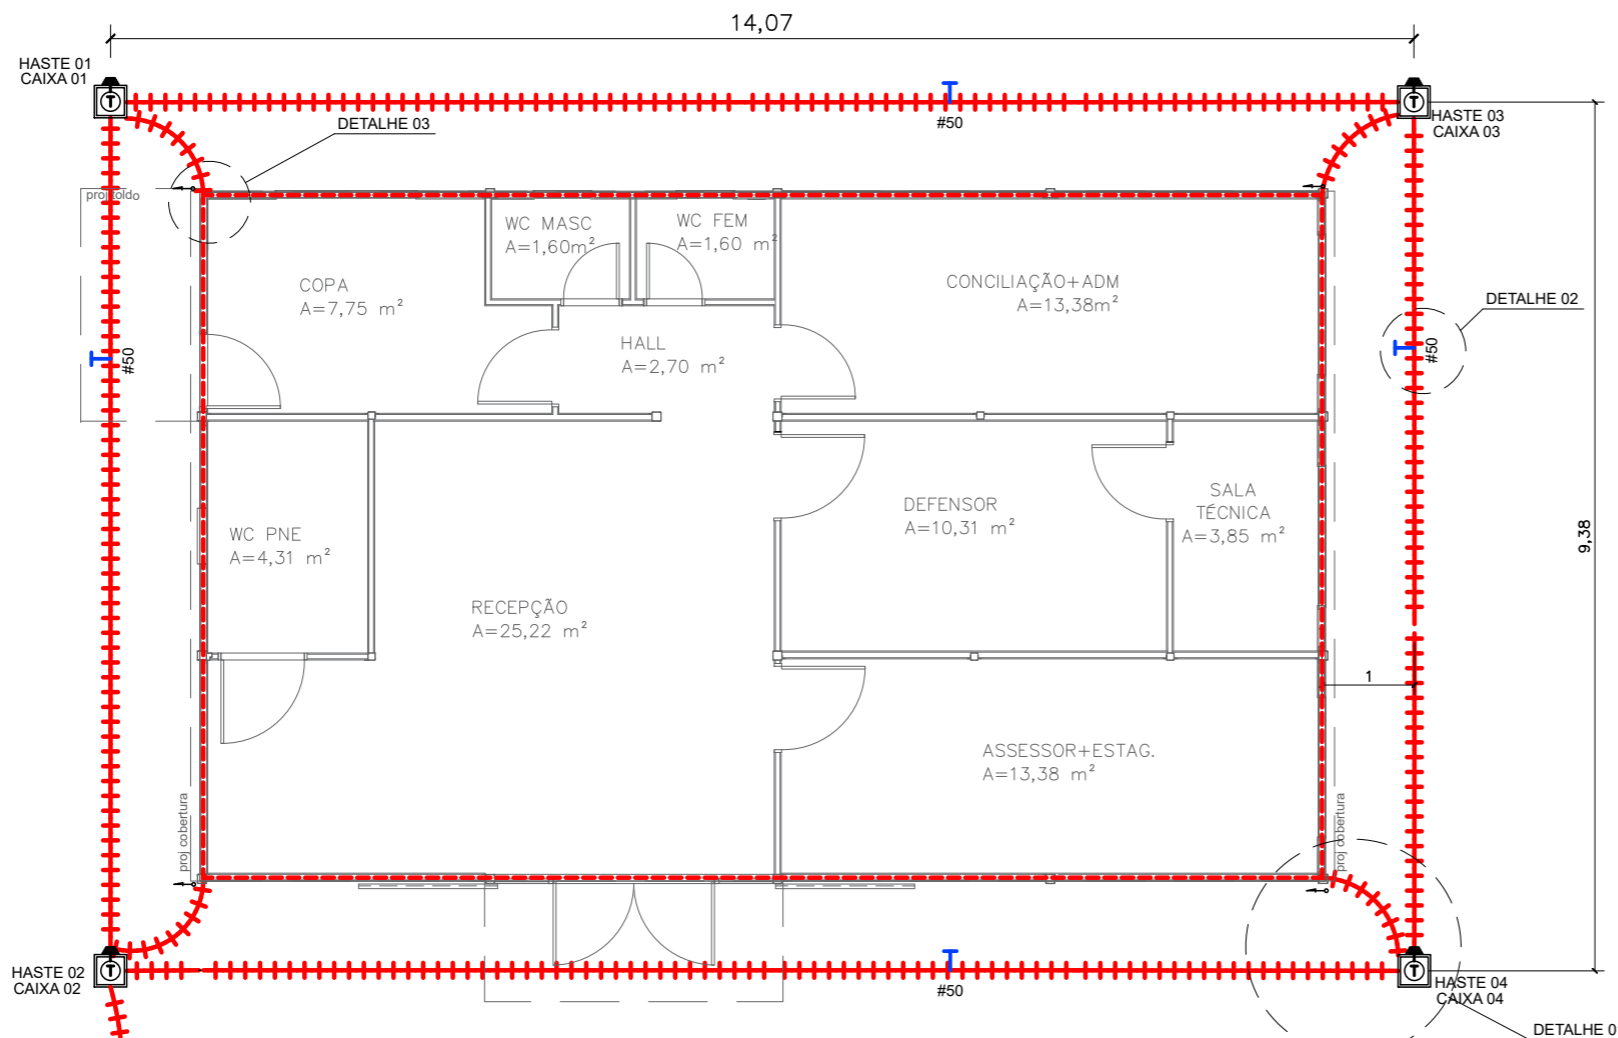 14,07
HASTE 01
CAIXA 01
T
T
HASTE 03
CAIXA 03
#50
DETALHE 03
proj toldo
WC MASC
A=1,60m²
WC FEM
A=1,60 m²
COPA
A=7,75 m²
CONCILIAÇÃO+ADM
A=13,38m²
DETALHE 02
HALL
A=2,70 m²
#50
#50
DEFENSOR
A=10,31 m²
SALA
TÉCNICA
A=3,85 m²
WC PNE
A=4,31 m²
9,38
RECEPÇÃO
A=25,22 m²
1
ASSESSOR+ESTAG.
A=13,38 m²
proj cobertura
proj cobertura
HASTE 02
CAIXA 02
T
#50
T
HASTE 04
CAIXA 04
DETALHE 0